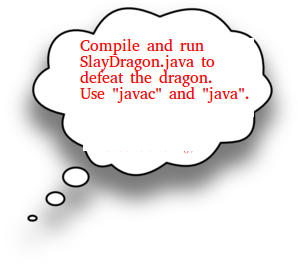 Compile and run
SlayDragon.java to
defeat the dragon.
Use "javac" and "java".